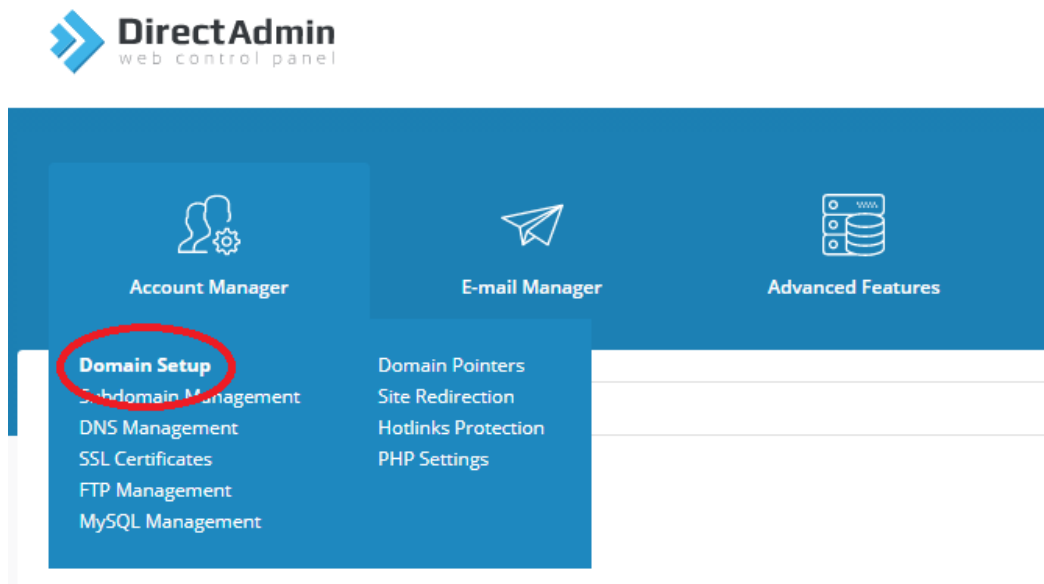 DirectAdmin
web control panel
Account Manager
E-mail Manager
Advanced Features
Domain Setup
Subdomain Management
DNS Management
SSL Certificates
FTP Management
MySQL Management
Domain Pointers
Site Redirection
Hotlinks Protection
PHP Settings